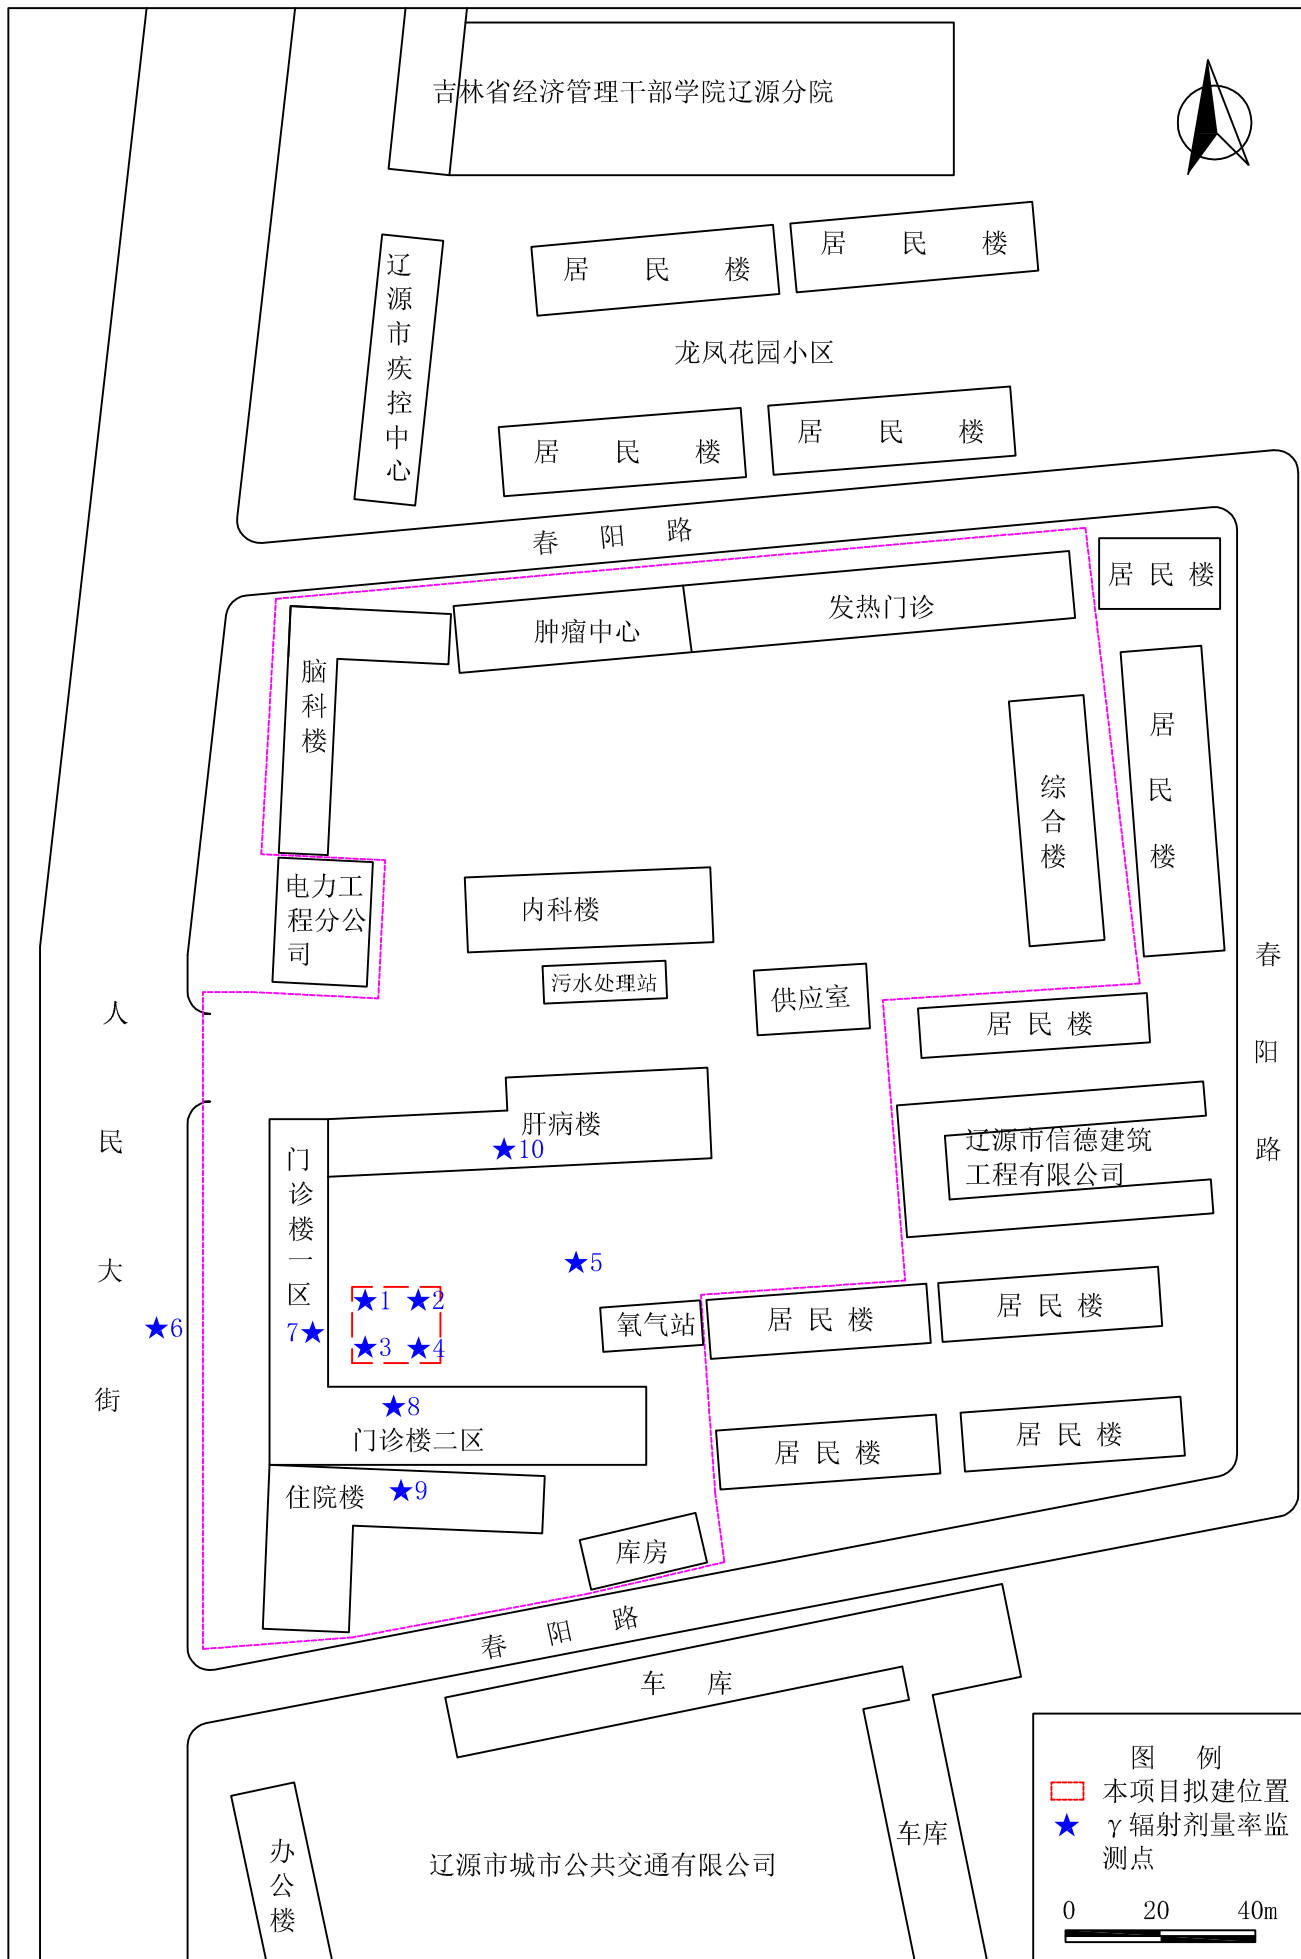 吉林省经济管理干部学院辽源分院
居民楼
居民楼
辽源市疾控中心
龙凤花园小区
居民楼
居民楼
春阳路
居民楼
发热门诊
肿瘤中心
脑科楼
居民楼
综合楼
电力工
程分公
司
内科楼
污水处理站
供应室
春阳路
人民大街
居民楼
肝病楼
10
辽源市信德建筑
工程有限公司
门诊楼一区
5
1
2
6
7
3
4
氧气站
居民楼
居民楼
8
门诊楼二区
居民楼
居民楼
住院楼
9
库房
春阳路
车库
车库
办公楼
辽源市城市公共交通有限公司
图例
本项目拟建位置
γ辐射剂量率监
测点
0 20 40m